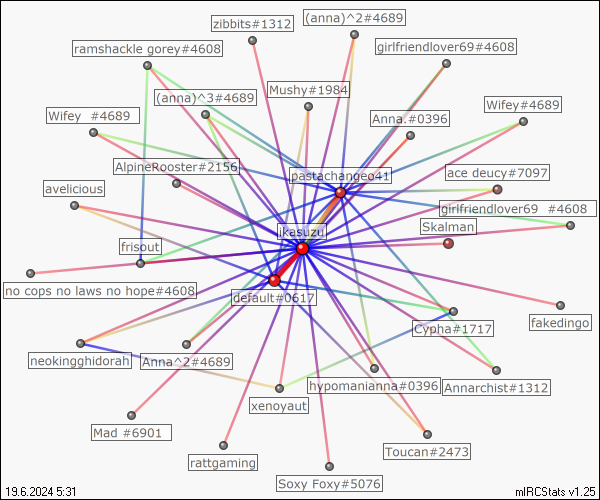 zibbits#1312
(anna)^2#4689
ramshackle gorey#4608
girlfriendlover69#4608
Mushy#1984
(anna)^3#4689
Wifey  #4689
Anna.#0396
Wifey#4689
AlpineRooster#2156
pastachangeo41
ace deucy#7097
avelicious
girlfriendlover69  #4608
ikasuzu
Skalman
frisout
no cops no laws no hope#4608
default#0617
fakedingo
Cypha#1717
neokingghidorah
Anna^2#4689
hypomanianna#0396
Annarchist#1312
xenoyaut
Mad #6901
Toucan#2473
rattgaming
Soxy Foxy#5076
19.6.2024 5:31
mIRCStats v1.25